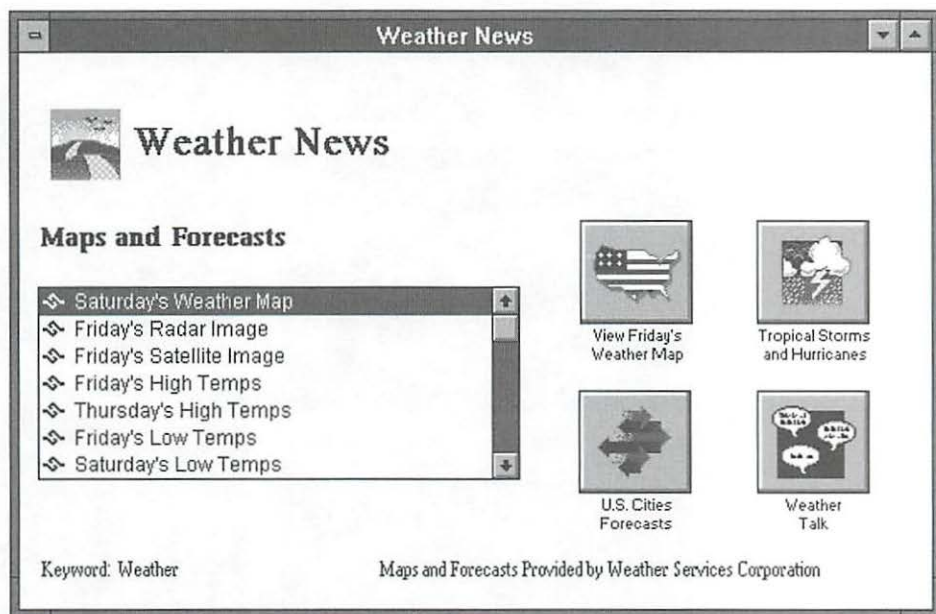 Weather News
Weather News
Maps and Forecasts
Saturday's Weather Map
Friday's Radar Image
Friday's Satellite Image
Friday's High Temps
Thursday's High Temps
Friday's Low Temps
Saturday's Low Temps
View Friday's
Weather Map
Tropical Storms
and Hurricanes
U.S. Cities
Forecasts
Weather
Talk
Keyword: Weather
Maps and Forecasts Provided by Weather Services Corporation